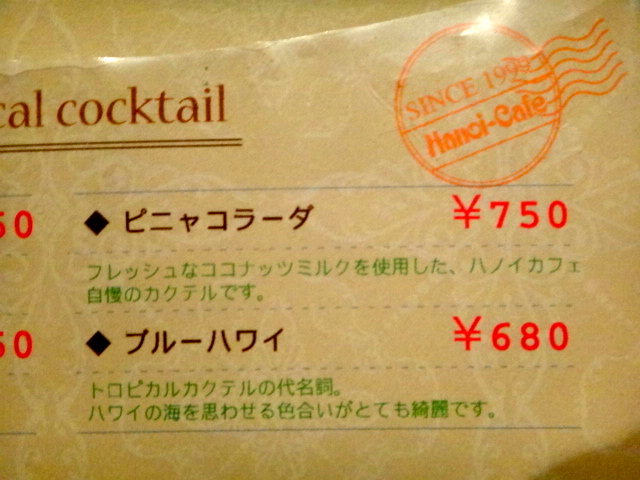 cal cocktail
SINCE 1999
Hanoi-Cafe
50
◆ ピニャコラーダ ¥750
フレッシュなココナッツミルクを使用した、ハノイカフェ
自慢のカクテルです。
50
◆ ブルーハワイ ¥680
トロピカルカクテルの代名詞。
ハワイの海を思わせる色合いがとても綺麗です。